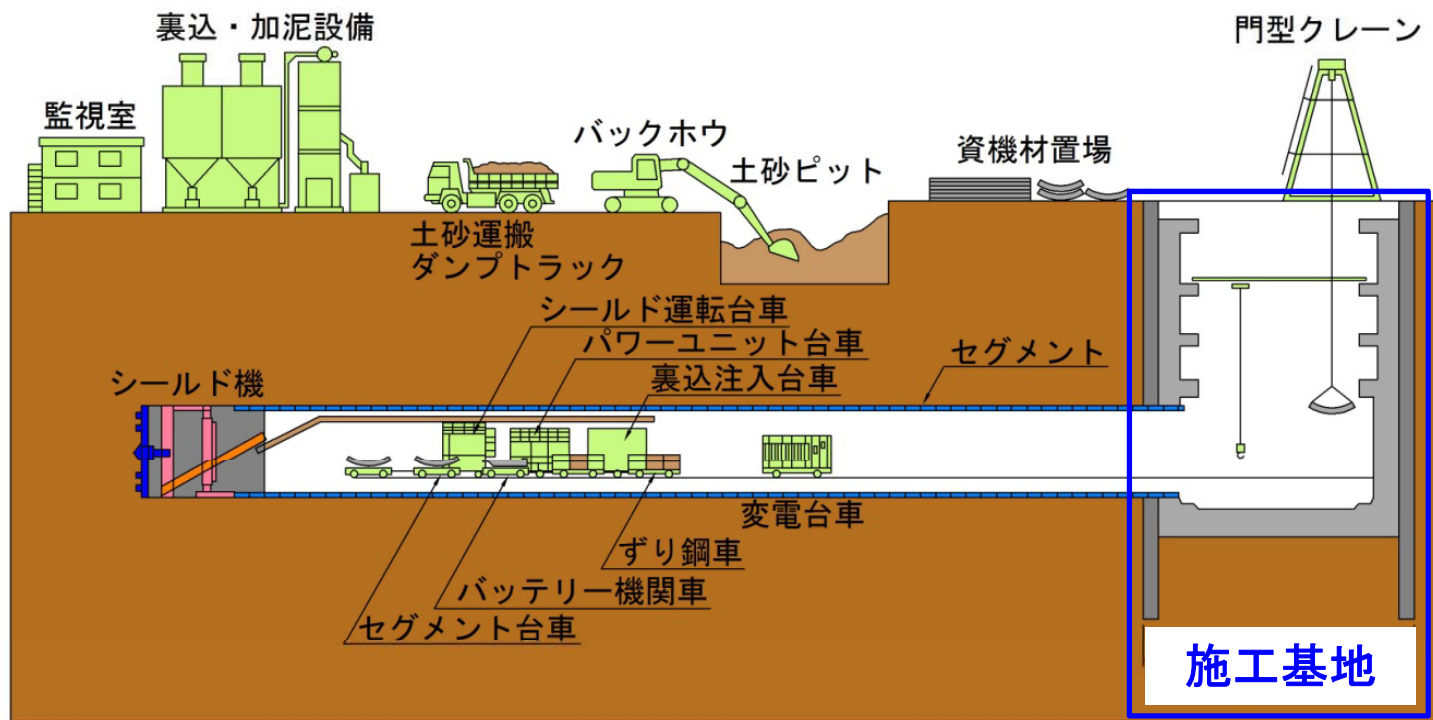 裏込・加泥設備
門型クレーン
監視室
バックホウ
土砂ピット
資機材置場
土砂運搬
ダンプトラック
シールド運転台車
パワーユニット台車
裏込注入台車
セグメント
シールド機
変電台車
ずり鋼車
バッテリー機関車
セグメント台車
施工基地